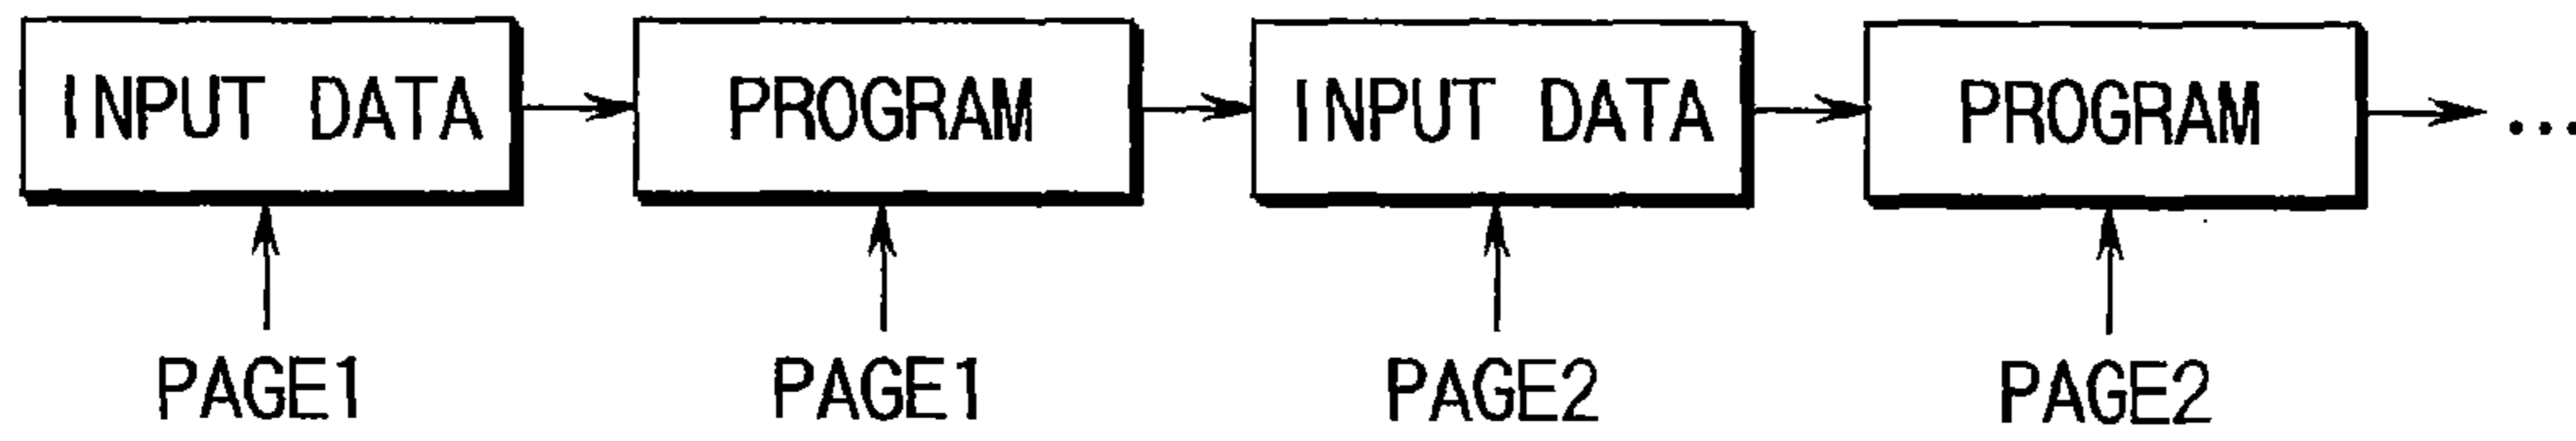 INPUT DATA PROGRAM INPUT DATA PROGRAM ...
PAGE1 PAGE1 PAGE2 PAGE2